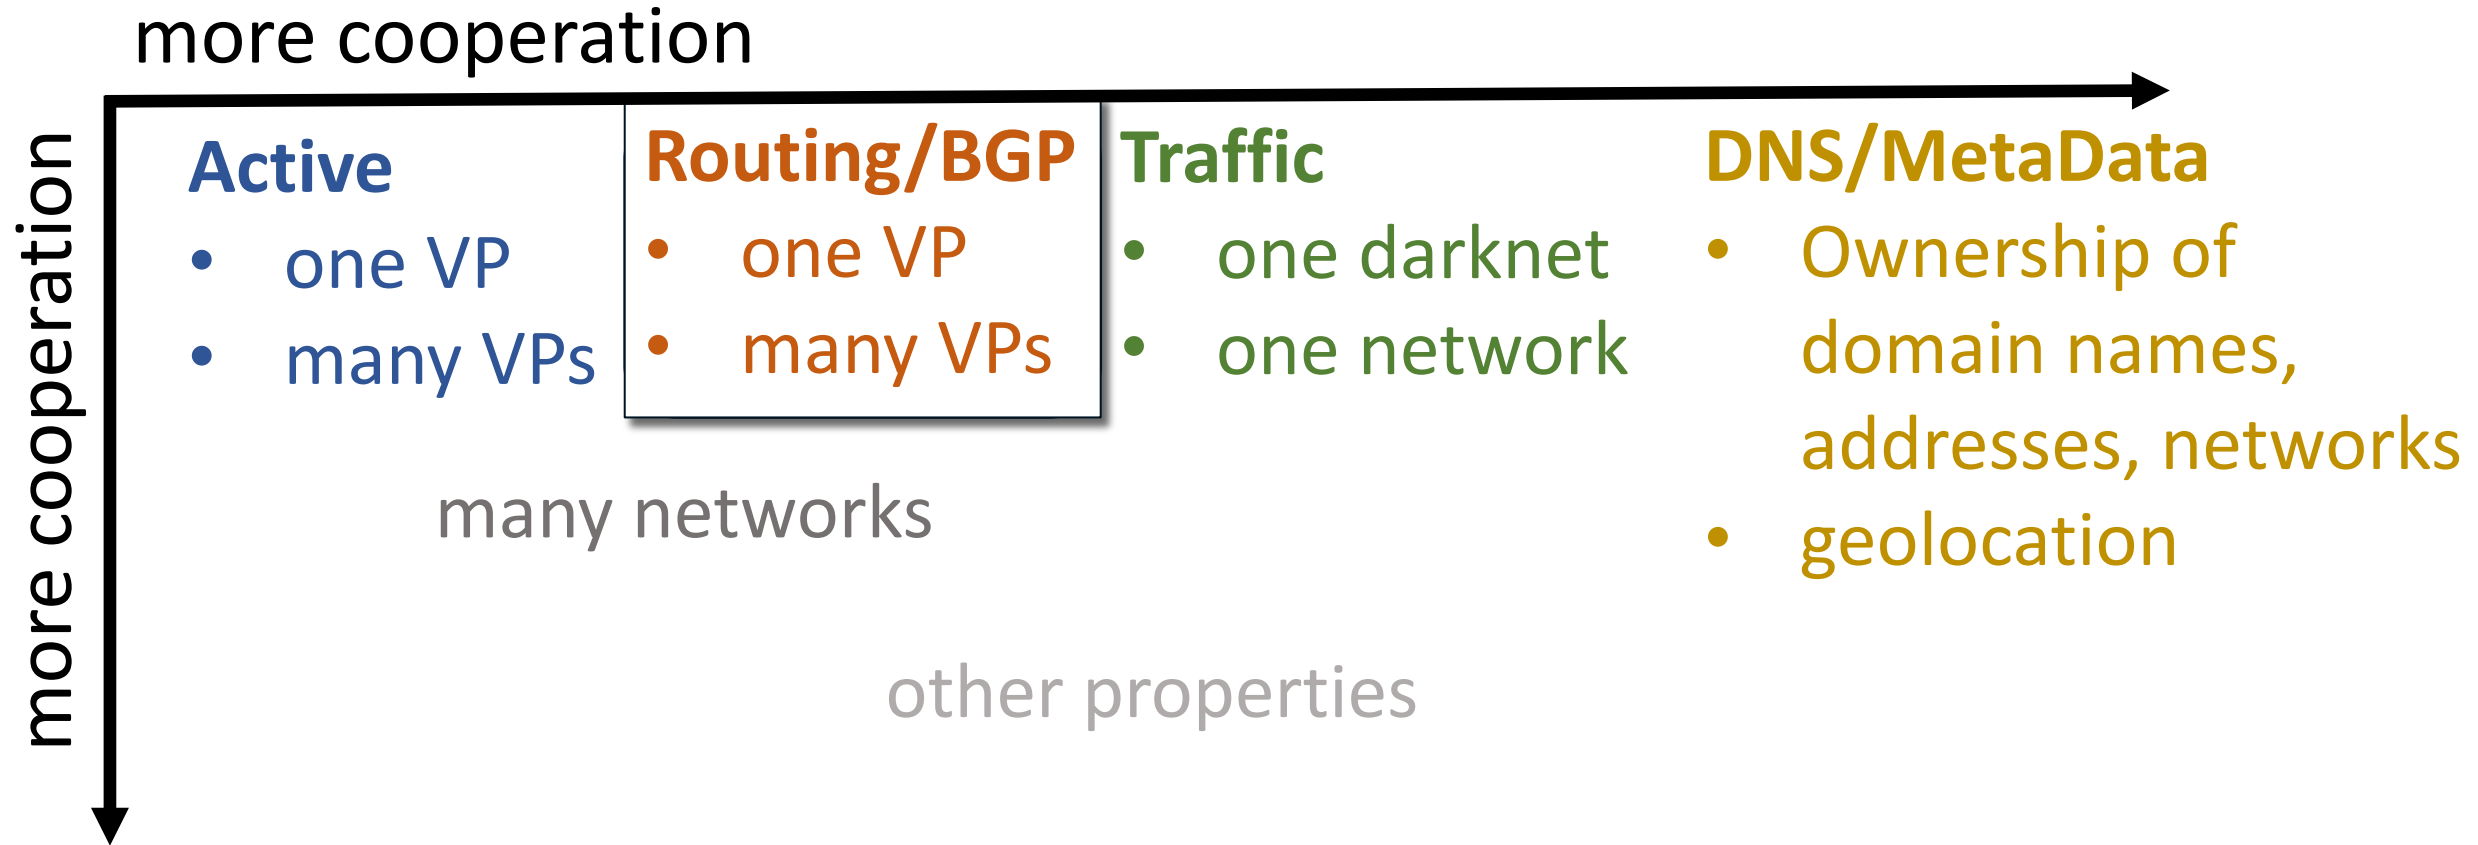 more cooperation
more cooperation
Active
• one VP
• many VPs
Routing/BGP
• one VP
• many VPs
Traffic
• one darknet
• one network
DNS/MetaData
• Ownership of
domain names,
addresses, networks
• geolocation
many networks
other properties